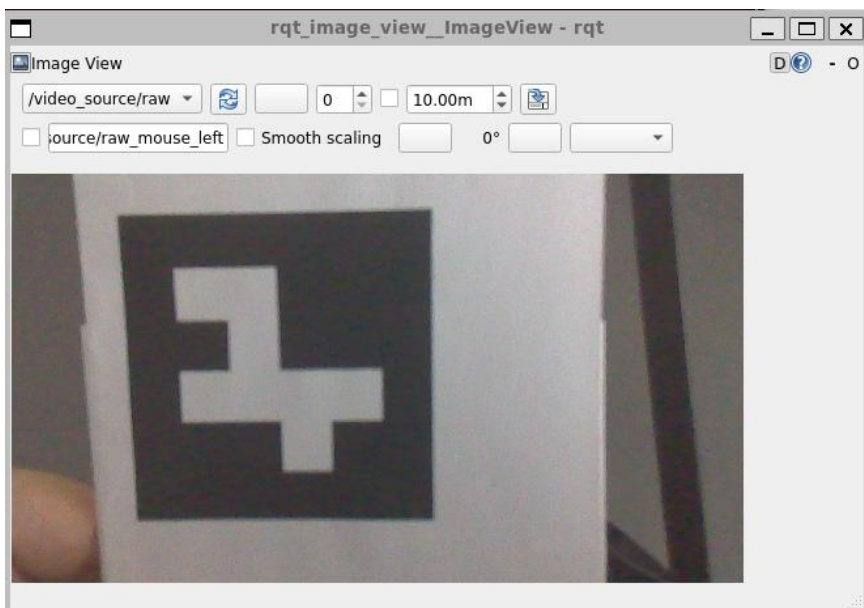 rqt_image_view__ImageView - rqt
Image View
D ? - O
/video_source/raw 0 10.00m
source/raw_mouse_left Smooth scaling 0°